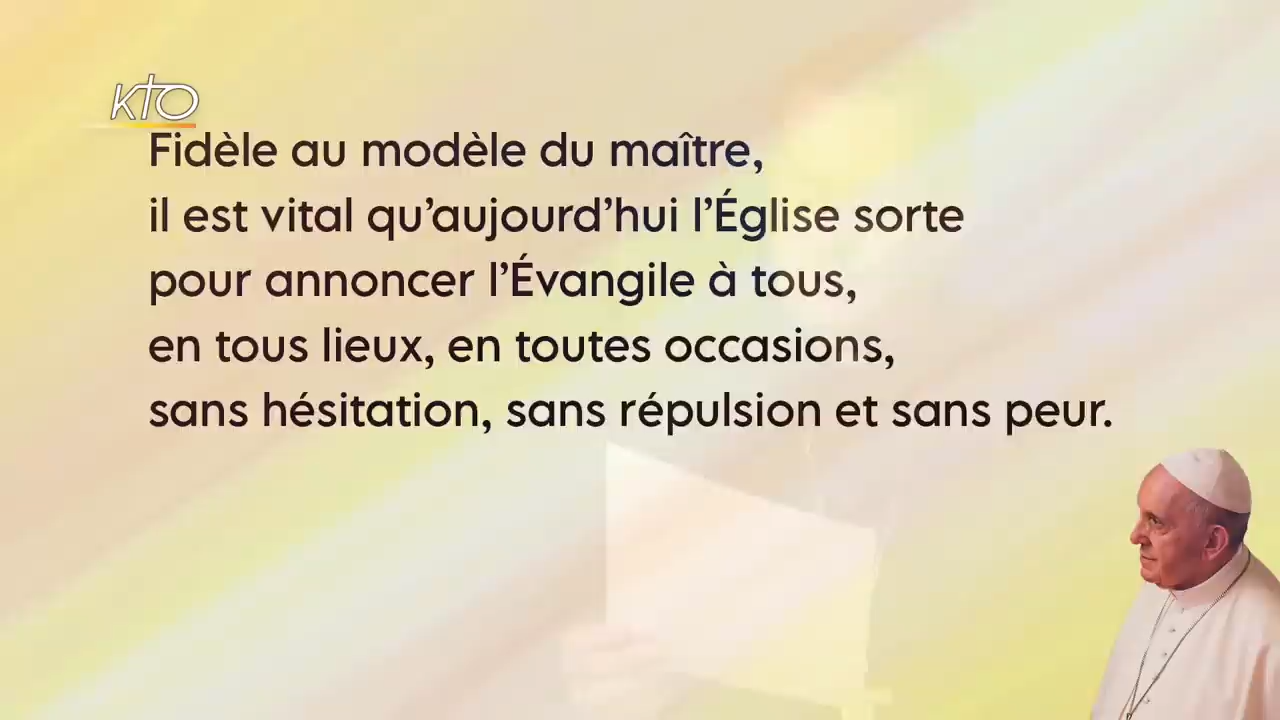 KTO
Fidèle au modèle du maître,
il est vital qu’aujourd’hui l’Église sorte
pour annoncer l’Évangile à tous,
en tous lieux, en toutes occasions,
sans hésitation, sans répulsion et sans peur.